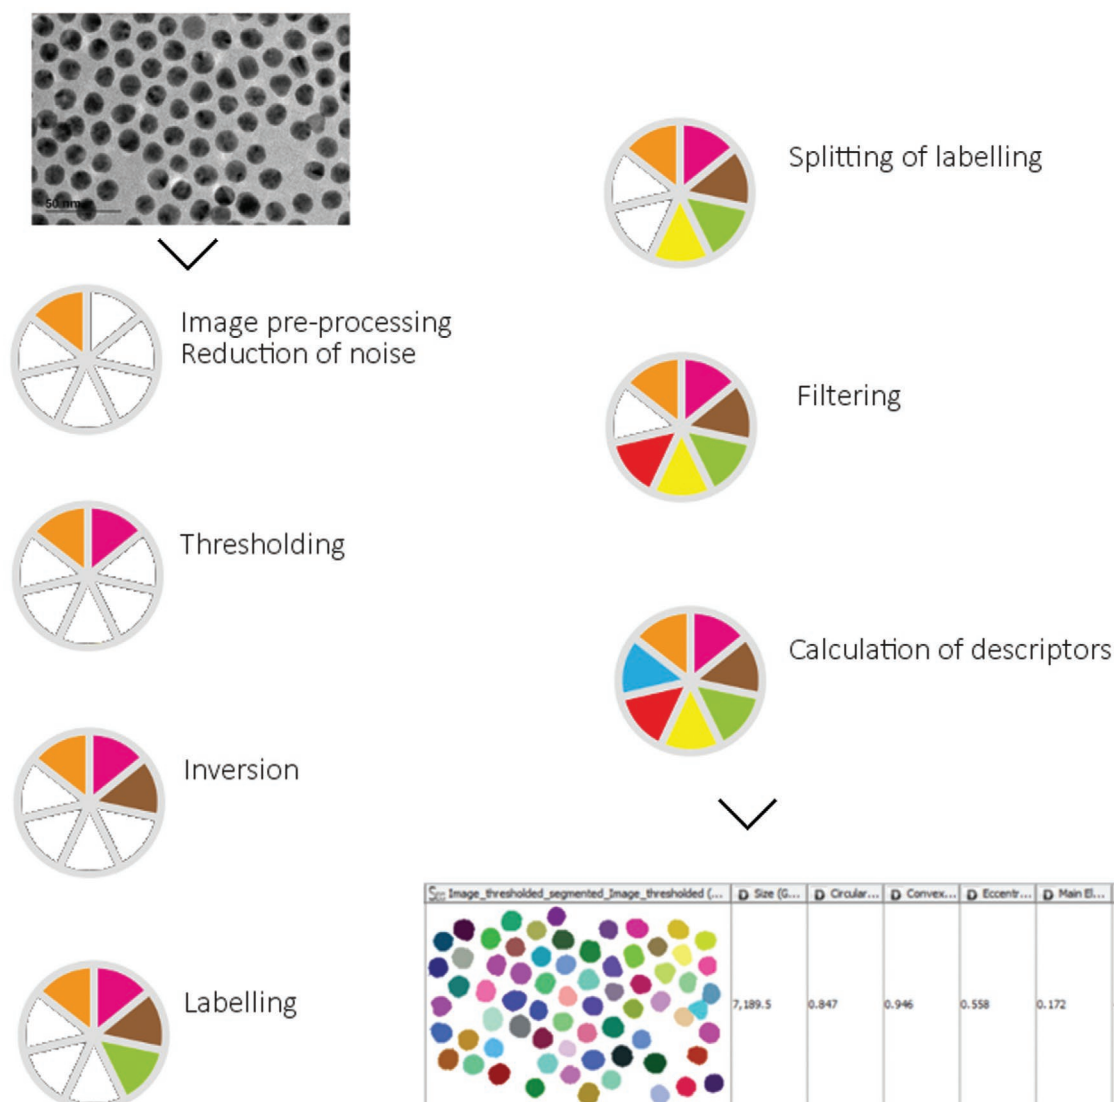 50 nm
Image pre-processing
Reduction of noise
Thresholding
Inversion
Labelling
Splitting of labelling
Filtering
Calculation of descriptors
Image_thresholded_segmented_Image_thresholded (... D Size (G... D Circular... D Convex... D Eccentr... D Main El...
7,189.5 0.847 0.946 0.558 0.172